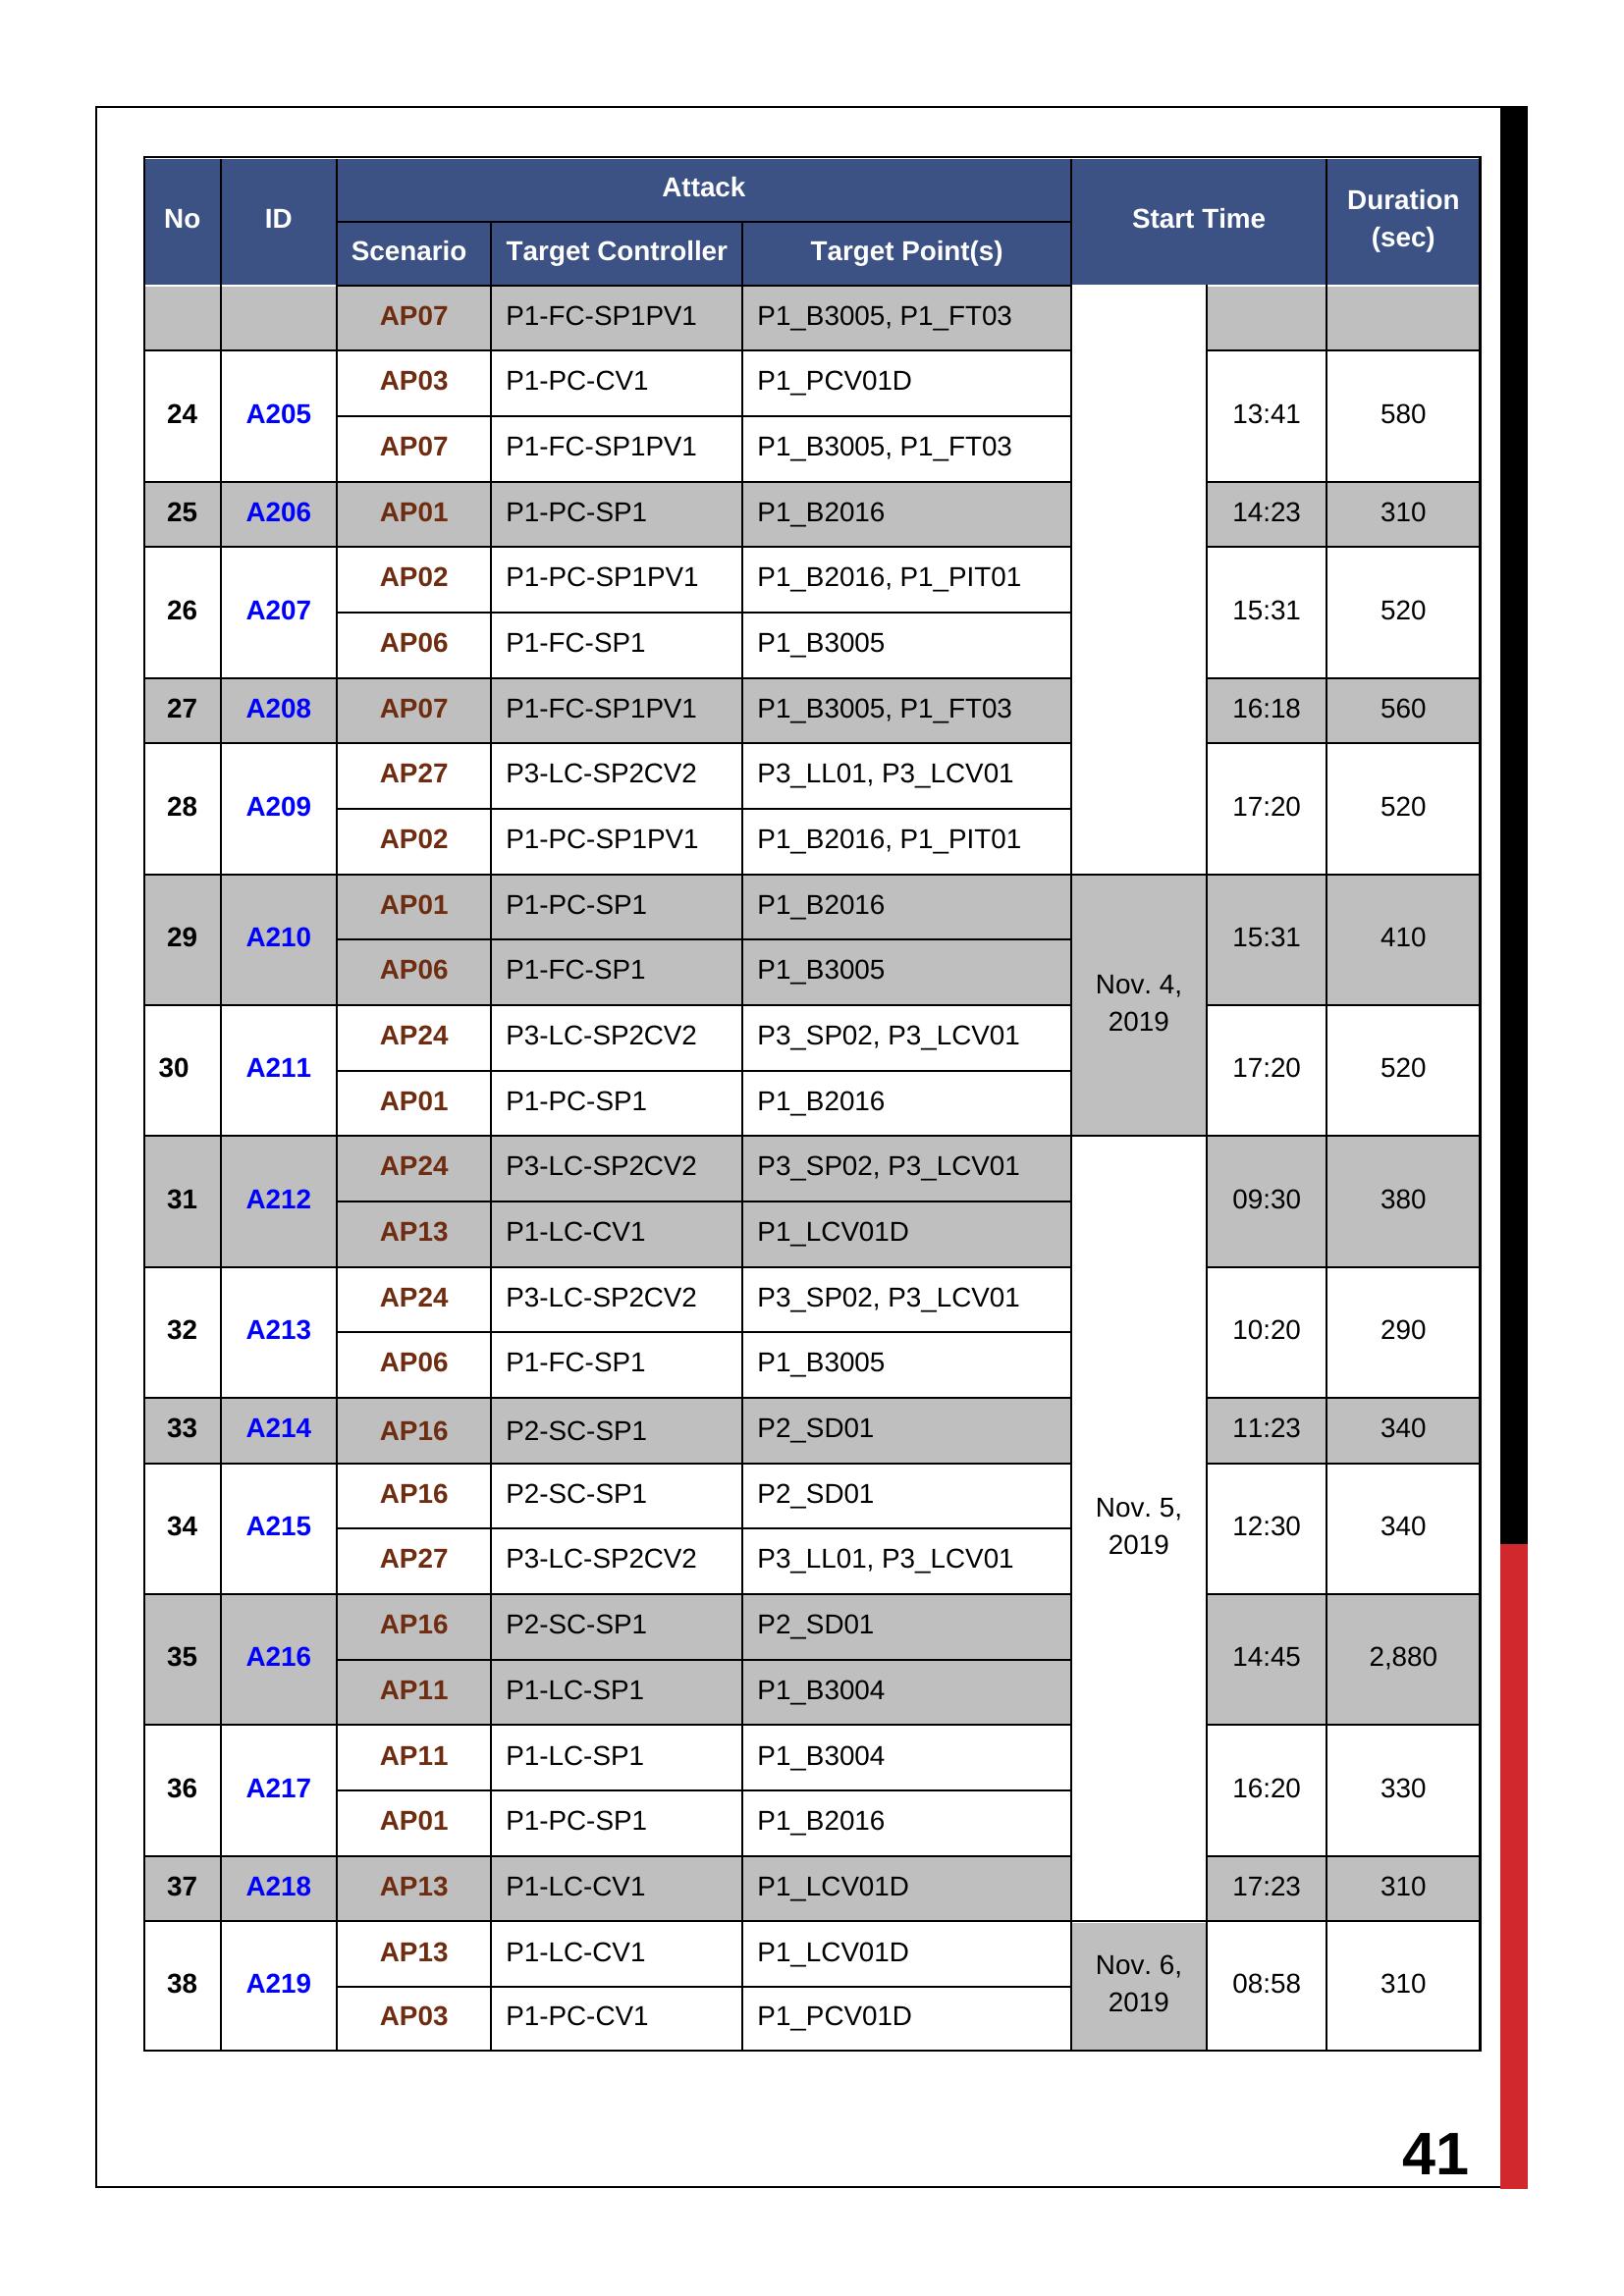 No ID Attack Start Time Duration (sec)
Scenario Target Controller Target Point(s)
AP07 P1-FC-SP1PV1 P1_B3005, P1_FT03
24 A205 AP03 P1-PC-CV1 P1_PCV01D 13:41 580
AP07 P1-FC-SP1PV1 P1_B3005, P1_FT03
25 A206 AP01 P1-PC-SP1 P1_B2016 14:23 310
26 A207 AP02 P1-PC-SP1PV1 P1_B2016, P1_PIT01 15:31 520
AP06 P1-FC-SP1 P1_B3005
27 A208 AP07 P1-FC-SP1PV1 P1_B3005, P1_FT03 16:18 560
28 A209 AP27 P3-LC-SP2CV2 P3_LL01, P3_LCV01 17:20 520
AP02 P1-PC-SP1PV1 P1_B2016, P1_PIT01
29 A210 AP01 P1-PC-SP1 P1_B2016 Nov. 4, 2019 15:31 410
AP06 P1-FC-SP1 P1_B3005
30 A211 AP24 P3-LC-SP2CV2 P3_SP02, P3_LCV01 17:20 520
AP01 P1-PC-SP1 P1_B2016
31 A212 AP24 P3-LC-SP2CV2 P3_SP02, P3_LCV01 Nov. 5, 2019 09:30 380
AP13 P1-LC-CV1 P1_LCV01D
32 A213 AP24 P3-LC-SP2CV2 P3_SP02, P3_LCV01 10:20 290
AP06 P1-FC-SP1 P1_B3005
33 A214 AP16 P2-SC-SP1 P2_SD01 11:23 340
34 A215 AP16 P2-SC-SP1 P2_SD01 12:30 340
AP27 P3-LC-SP2CV2 P3_LL01, P3_LCV01
35 A216 AP16 P2-SC-SP1 P2_SD01 14:45 2,880
AP11 P1-LC-SP1 P1_B3004
36 A217 AP11 P1-LC-SP1 P1_B3004 16:20 330
AP01 P1-PC-SP1 P1_B2016
37 A218 AP13 P1-LC-CV1 P1_LCV01D 17:23 310
38 A219 AP13 P1-LC-CV1 P1_LCV01D Nov. 6, 2019 08:58 310
AP03 P1-PC-CV1 P1_PCV01D
41